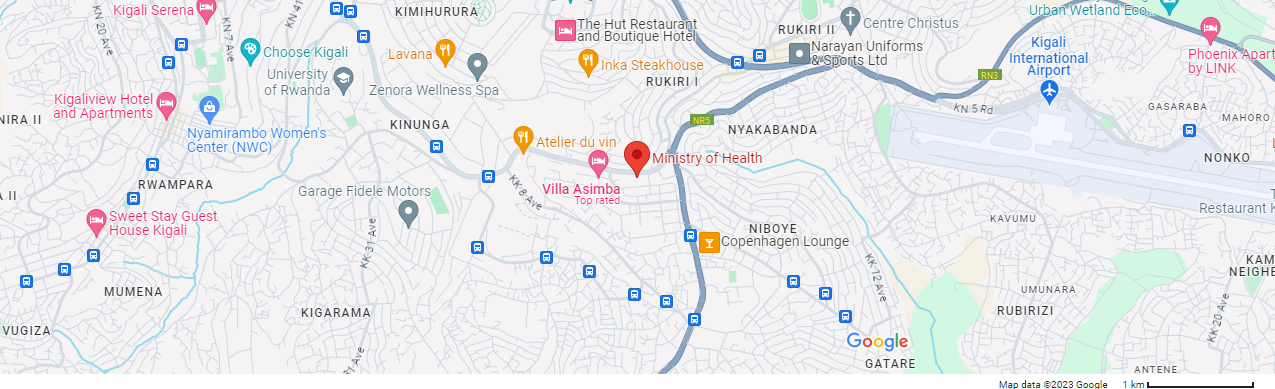 Kigali Serena
KN 20 Ave
KN 7 Ave
KN 41
KIMIHURURA
The Hut Restaurant
and Boutique Hotel
RUKIRI II
Centre Christus
Urban Wetland Eco...
Choose Kigali
Lavana
Inka Steakhouse
Narayan Uniforms
& Sports Ltd
Kigali
International
Airport
Phoenix Apart
by LINK
University
of Rwanda
Zenora Wellness Spa
RUKIRI I
RN3
KN 5 Rd
GASARABA
Kigaliview Hotel
and Apartments
NIRA II
Nyamirambo Women's
Center (NWC)
KINUNGA
NR5
NYAKABANDA
MAHORO
Atelier du vin
Ministry of Health
NONKO
RWAMPARA
KK 8 Ave
Villa Asimba
Top rated
Garage Fidele Motors
A II
T
Restaurant K
Sweet Stay Guest
House Kigali
KK 31 Ave
NIBOYE
Copenhagen Lounge
KAVUMU
KK 12 Ave
KAM
NEIGHE
MUMENA
UMUNARA
KIGARAMA
RUBIRIZI
KK 20 Ave
VUGIZA
Google
GATARE
ANTENE
Map data ©2023 Google
1 km